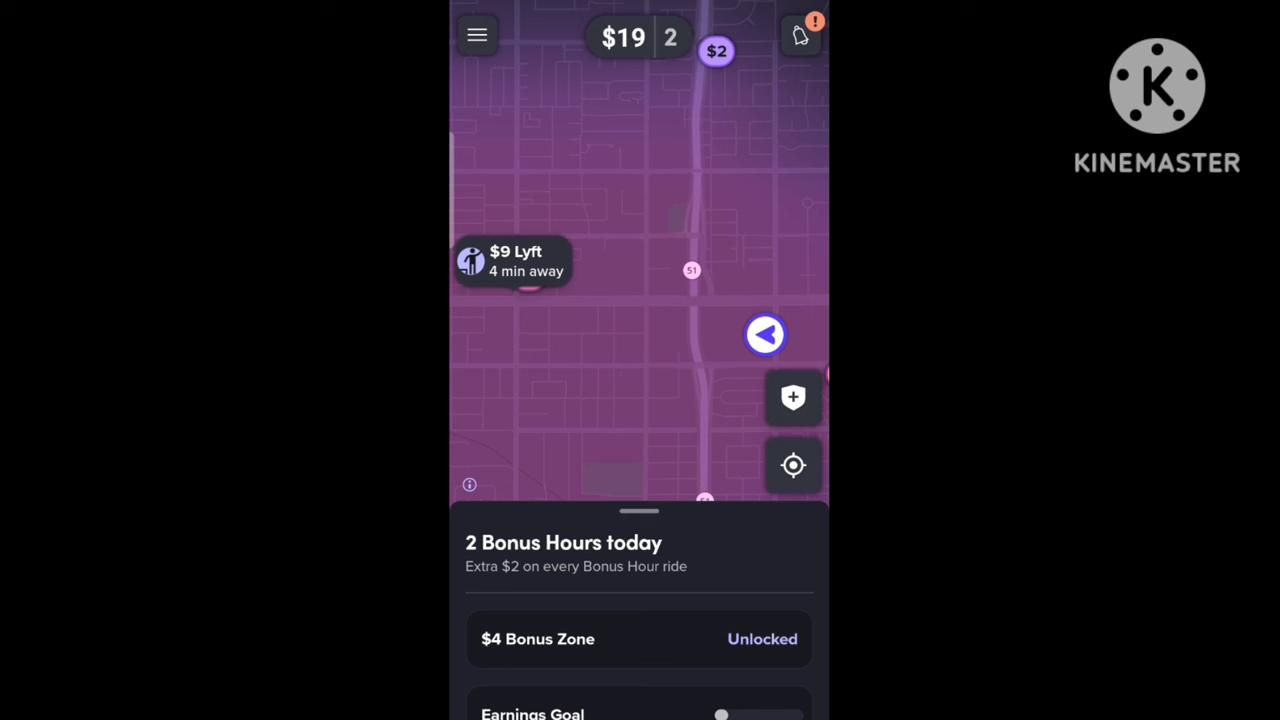 $19 2
$2
!
K
KINEMASTER
$9 Lyft
4 min away
51
2 Bonus Hours today
Extra $2 on every Bonus Hour ride
$4 Bonus Zone Unlocked
Earnings Goal